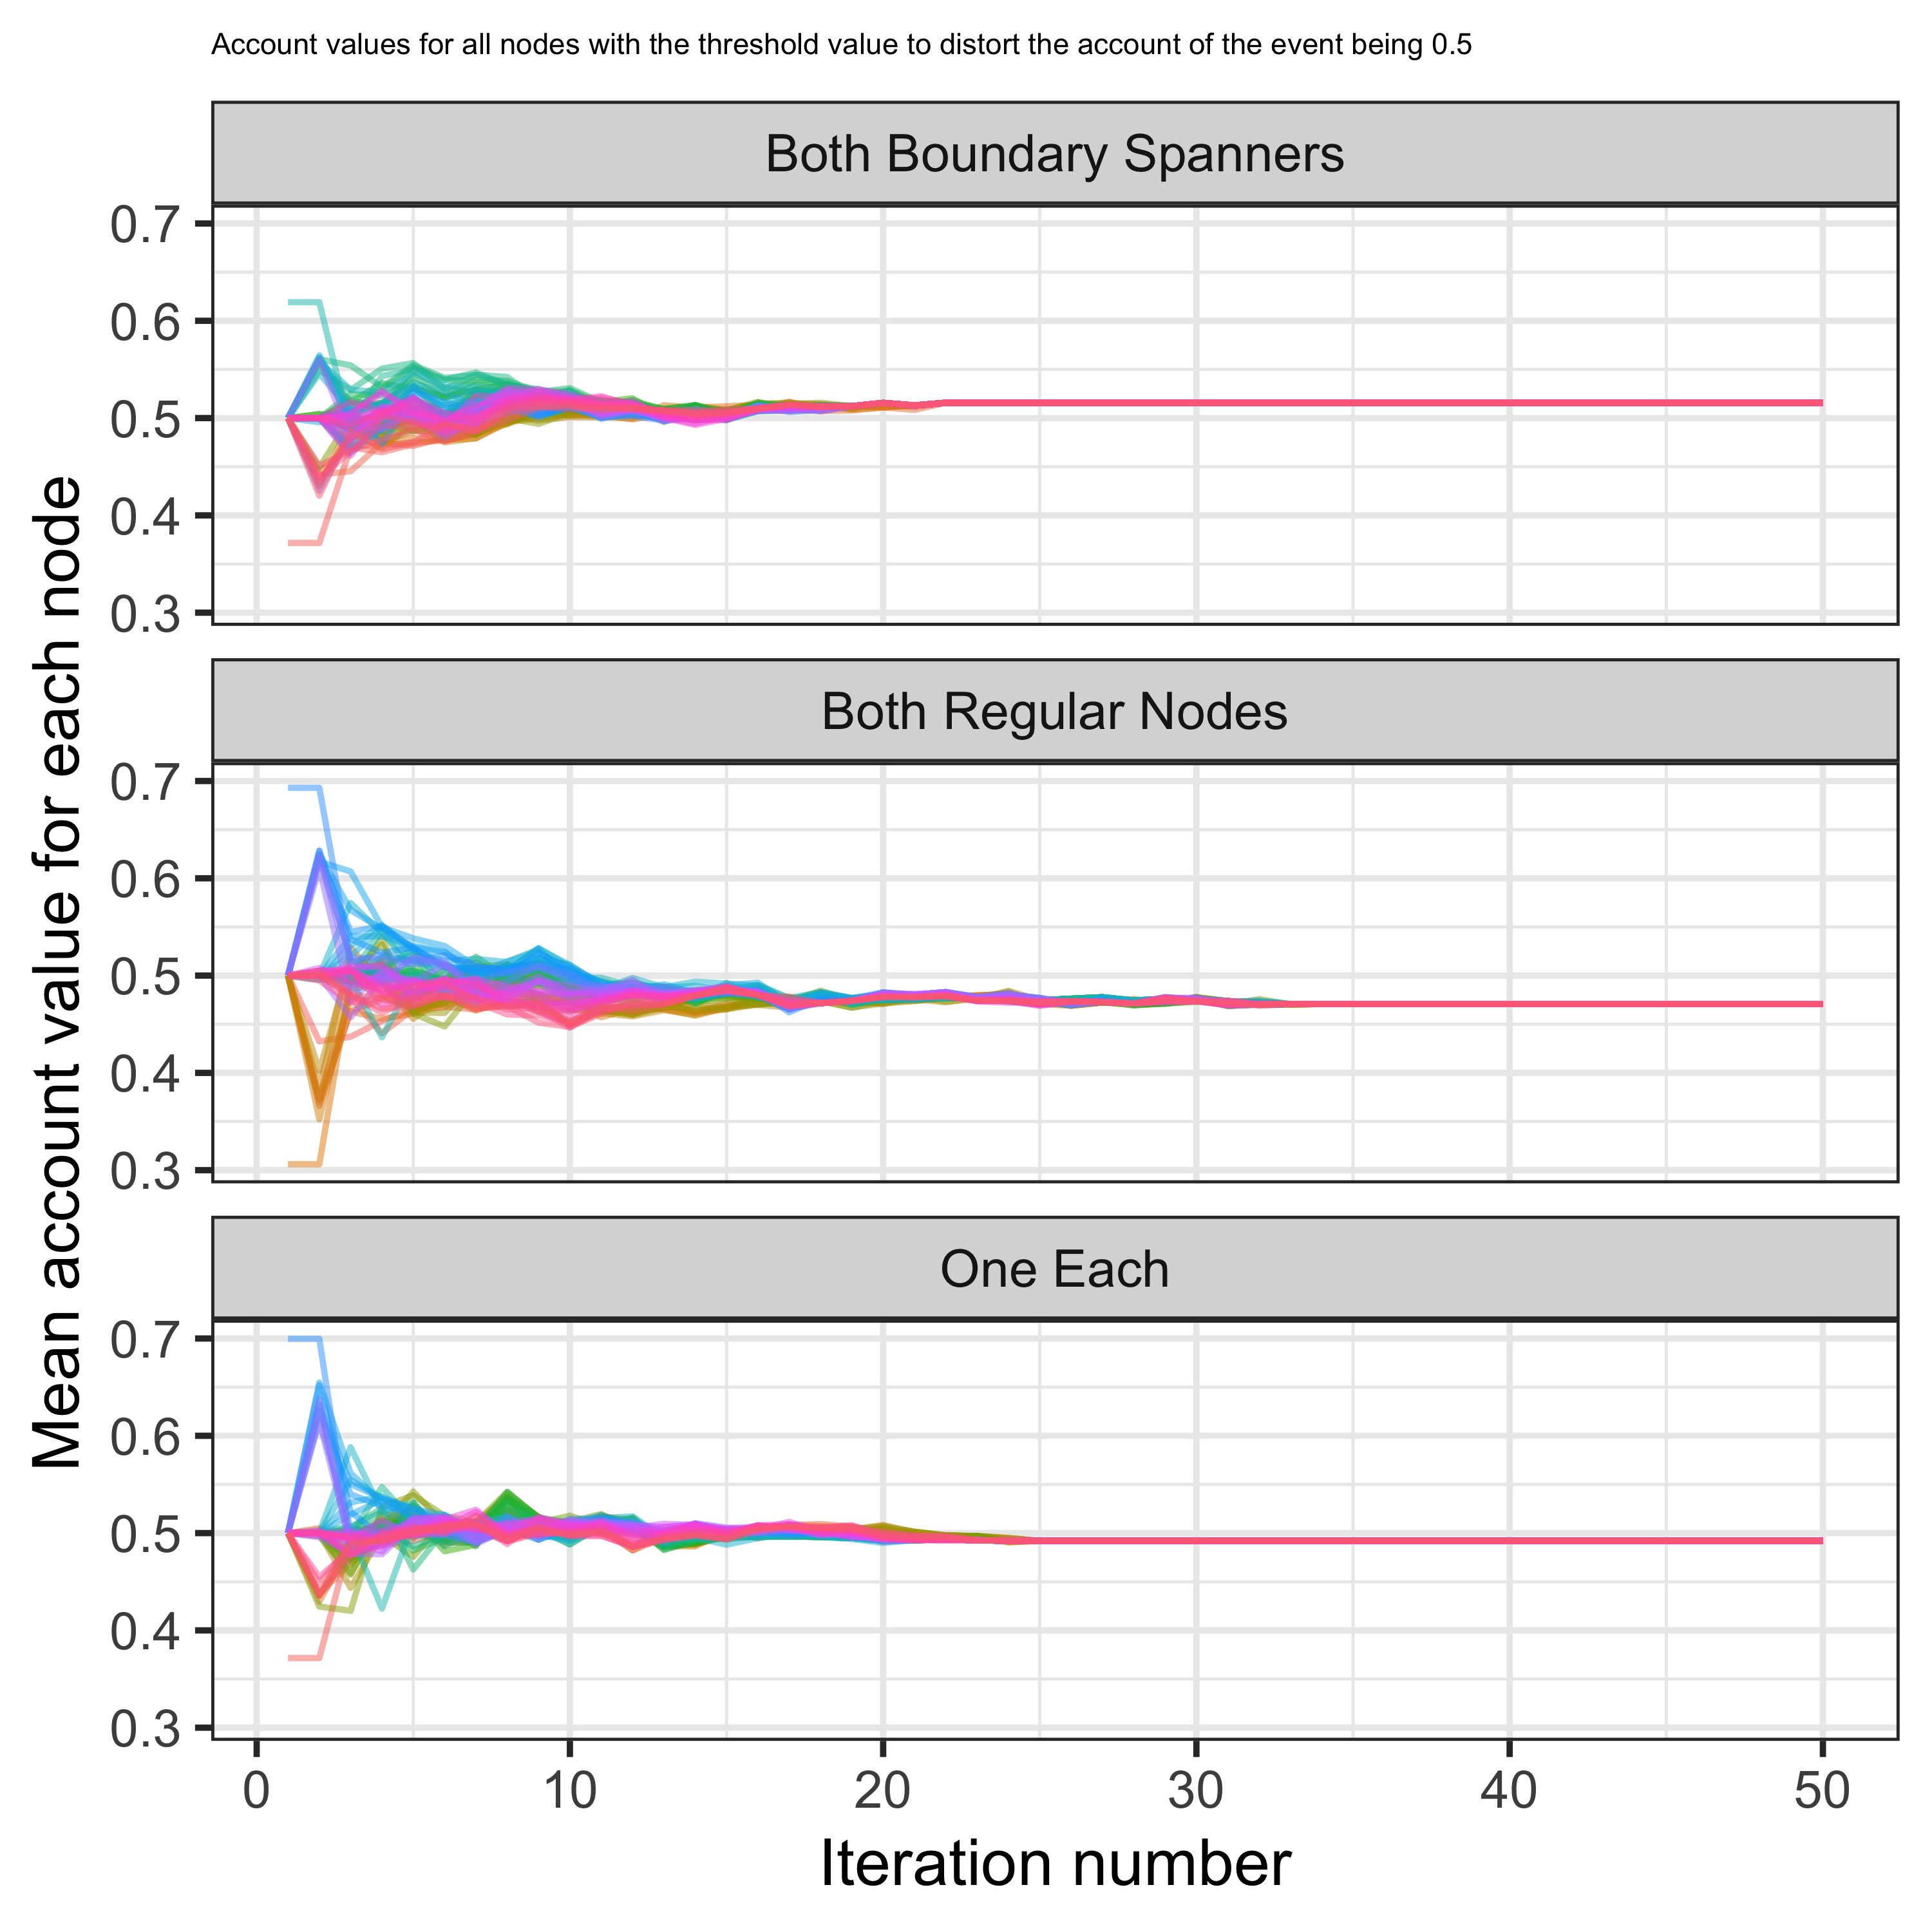 Account values for all nodes with the threshold value to distort the account of the event being 0.5
Mean account value for each node
Both Boundary Spanners
0.7
0.6
0.5
0.4
0.3
Both Regular Nodes
0.7
0.6
0.5
0.4
0.3
One Each
0.7
0.6
0.5
0.4
0.3
0 10 20 30 40 50
Iteration number